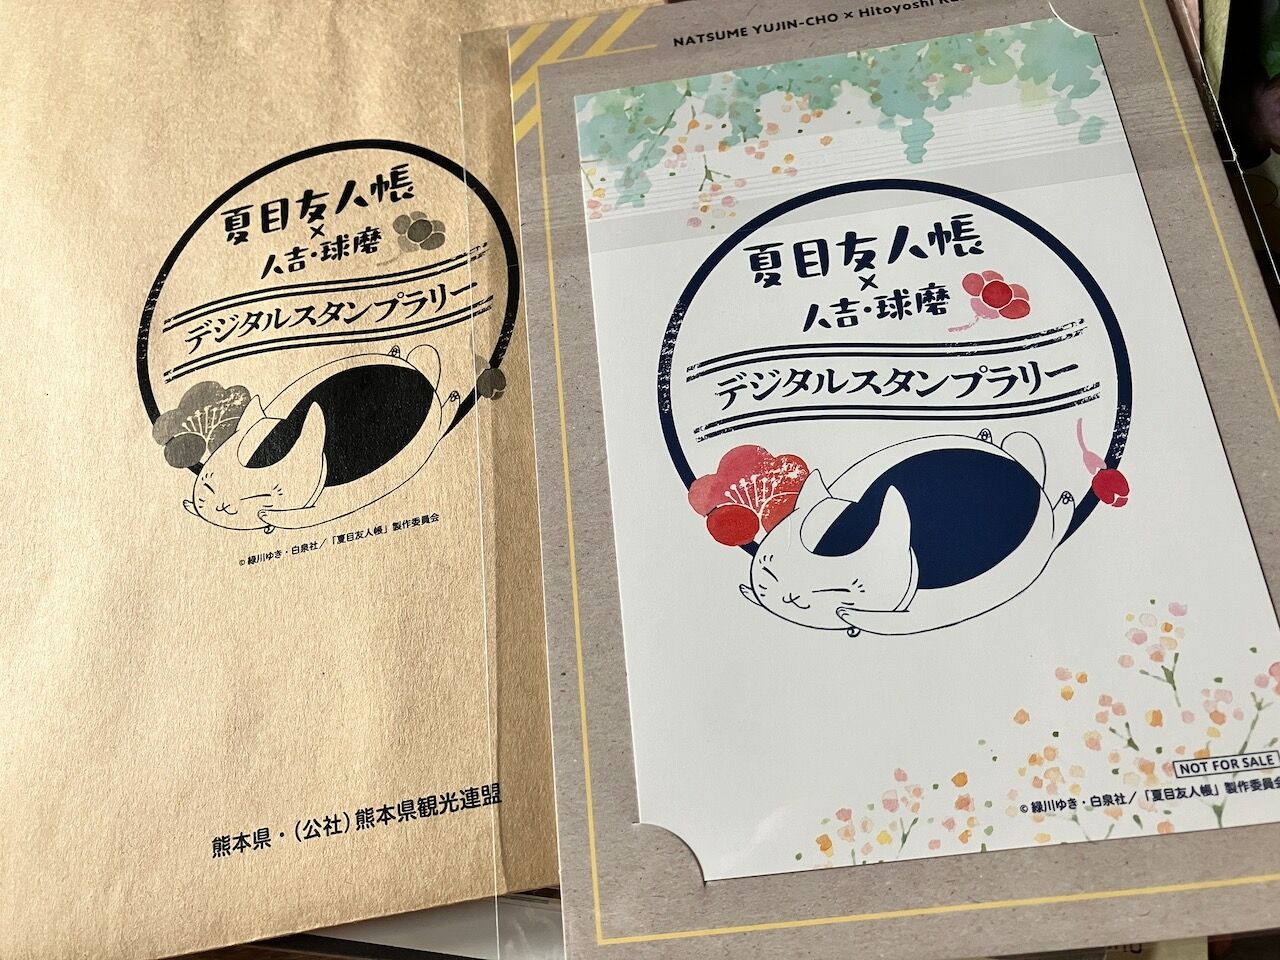 夏目友人帳
×
人吉・球磨
デジタルスタンプラリー
©緑川ゆき・白泉社/「夏目友人帳」製作委員会
熊本県・(公社)熊本県観光連盟
NATSUME YUJIN-CHO × Hitoyoshi
夏目友人帳
×
人吉・球磨
デジタルスタンプラリー
NOT FOR SALE
©緑川ゆき・白泉社/「夏目友人帳」製作委員会